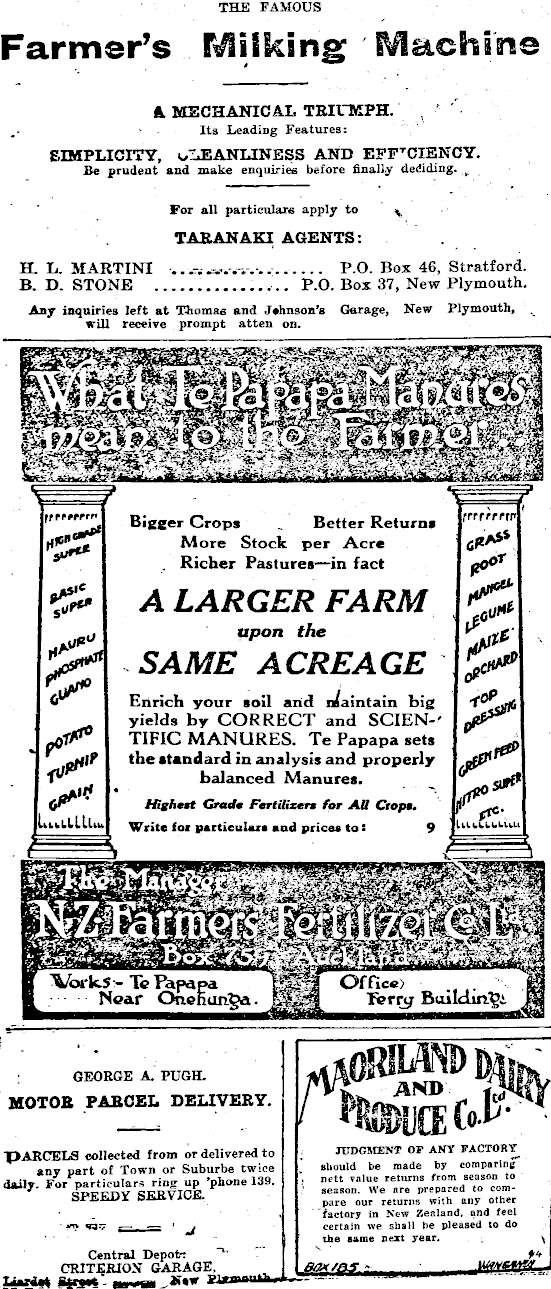 THE FAMOUS
Farmer's Milking Machine
A MECHANICAL TRIUMPH.
Its Leading Features:
SIMPLICITY, CLEANLINESS AND EFFICIENCY.
Be prudent and make enquiries before finally deciding.
For all particulars apply to
TARANAKI AGENTS:
H. L. MARTINI .................... P.O. Box 46, Stratford.
B. D. STONE ................ P.O. Box 37, New Plymouth.
Any inquiries left at Thomas and Johnson's Garage, New Plymouth,
will receive prompt atten on.
What Te Papapa Manures
mean to the Farmer.
HIGH GRADE
SUPER
BASIC
SUPER
NAURU
PHOSPHATE
GUANO
POTATO
TURNIP
GRAIN
Bigger Crops Better Returns
More Stock per Acre
Richer Pastures—in fact
A LARGER FARM
upon the
SAME ACREAGE
Enrich your soil and maintain big
yields by CORRECT and SCIEN-
TIFIC MANURES. Te Papapa sets
the standard in analysis and properly
balanced Manures.
Highest Grade Fertilizers for All Crops.
Write for particulars and prices to: 9
GRASS
ROOT
MANGEL
LEGUME
MAIZE
ORCHARD
TOP
DRESSING
GREEN FEED
NITRO SUPER
ETC.
The Manager
N.Z. Farmers Fertilizer Co. Ltd.
Box 757, Auckland
Works:- Te Papapa
Near Onehunga.
Office,
Ferry Buildings
GEORGE A. PUGH.
MOTOR PARCEL DELIVERY.
PARCELS collected from or delivered to
any part of Town or Suburbe twice
daily. For particulars ring up 'phone 139.
SPEEDY SERVICE.
Central Depot:
CRITERION GARAGE,
Liardet Street New Plymouth
MAORILAND DAIRY
AND
PRODUCE Co. Ltd.
JUDGMENT OF ANY FACTORY
should be made by comparing
nett value returns from season to
season. We are prepared to com-
pare our returns with any other
factory in New Zealand, and feel
certain we shall be pleased to do
the same next year.
94
BOX 185 WANGANUI